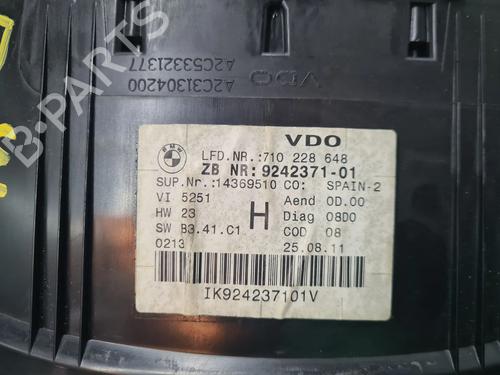 A2C53321377
A2C31304200
VDO
BMW
VDO
LFD.NR.:710 228 648
ZB NR: 9242371-01
SUP.Nr.:14369510 CO: SPAIN-2
VI 5251 Aend 0D.00
HW 23 H Diag 08D0
SW B3.41.C1 COD 08
0213 25.08.11
IK924237101V